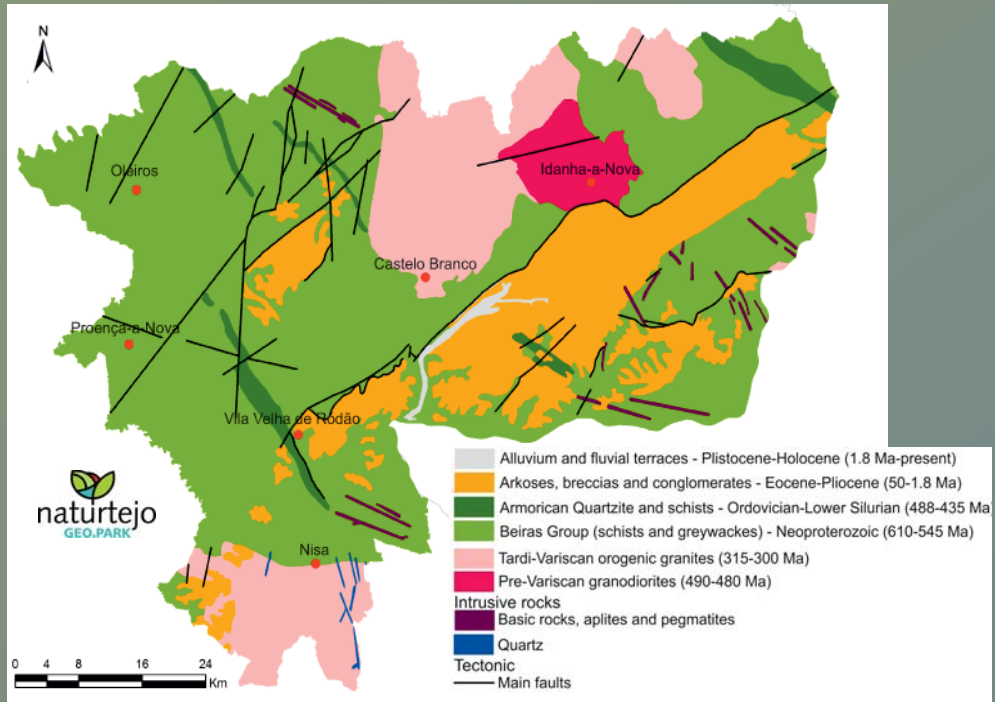 N
Oleiros
Idanha-a-Nova
Castelo Branco
Proença-a-Nova
Vila Velha de Ródão
naturtejo
GEO.PARK
Nisa
0 4 8 16 24
Km
Alluvium and fluvial terraces - Plistocene-Holocene (1.8 Ma-present)
Arkoses, breccias and conglomerates - Eocene-Pliocene (50-1.8 Ma)
Armorican Quartzite and schists - Ordovician-Lower Silurian (488-435 Ma)
Beiras Group (schists and greywackes) - Neoproterozoic (610-545 Ma)
Tardi-Variscan orogenic granites (315-300 Ma)
Pre-Variscan granodiorites (490-480 Ma)
Intrusive rocks
Basic rocks, aplites and pegmatites
Quartz
Tectonic
Main faults